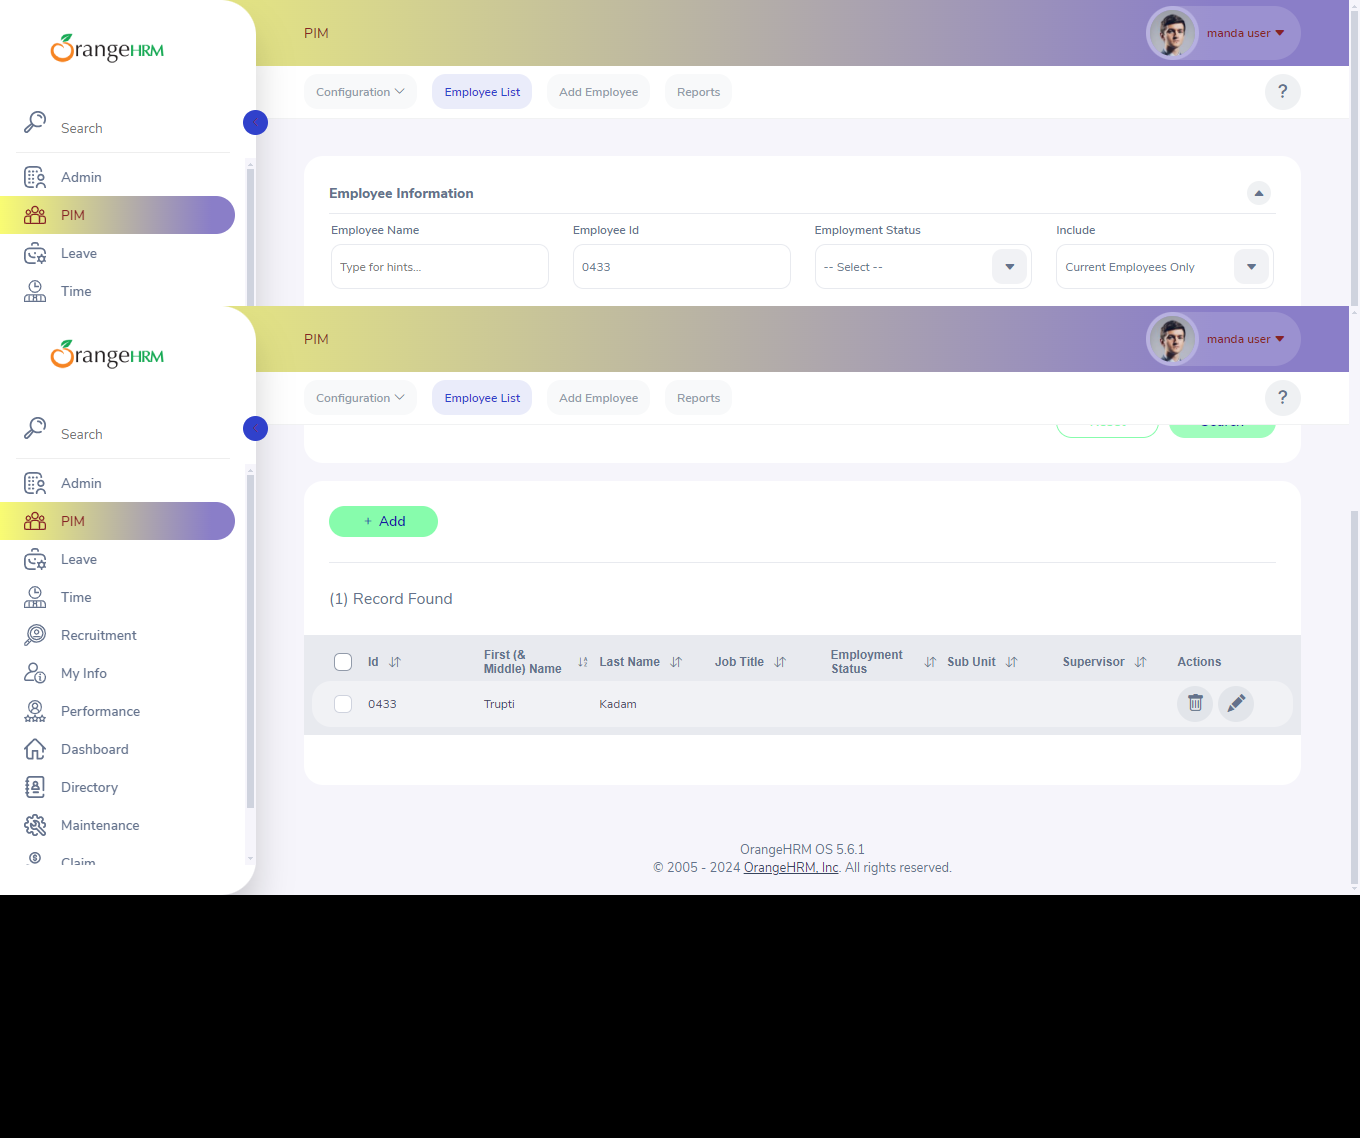 OrangeHRM
PIM
manda user
Configuration
Employee List
Add Employee
Reports
?
Search
Admin
PIM
Leave
Time
Employee Information
Employee Name
Employee Id
Employment Status
Include
Type for hints...
0433
-- Select --
Current Employees Only
OrangeHRM
PIM
manda user
Configuration
Employee List
Add Employee
Reports
?
Search
Admin
PIM
Leave
Time
Recruitment
My Info
Performance
Dashboard
Directory
Maintenance
Claim
+ Add
(1) Record Found
Id
First (&
Middle) Name
Last Name
Job Title
Employment
Status
Sub Unit
Supervisor
Actions
0433
Trupti
Kadam
OrangeHRM OS 5.6.1
© 2005 - 2024 OrangeHRM, Inc. All rights reserved.